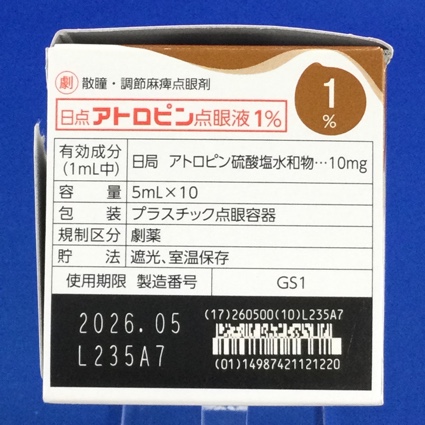 劇 散瞳・調節麻痺点眼剤
1
%
日点アトロピン点眼液1%
有効成分 日局 アトロピン硫酸塩水和物…10mg
(1mL中)
容量 5mL×10
包装 プラスチック点眼容器
規制区分 劇薬
貯法 遮光、室温保存
使用期限 製造番号 GS1
2026.05 (17)260500(10)L235A7
L235A7
(01)14987421121220